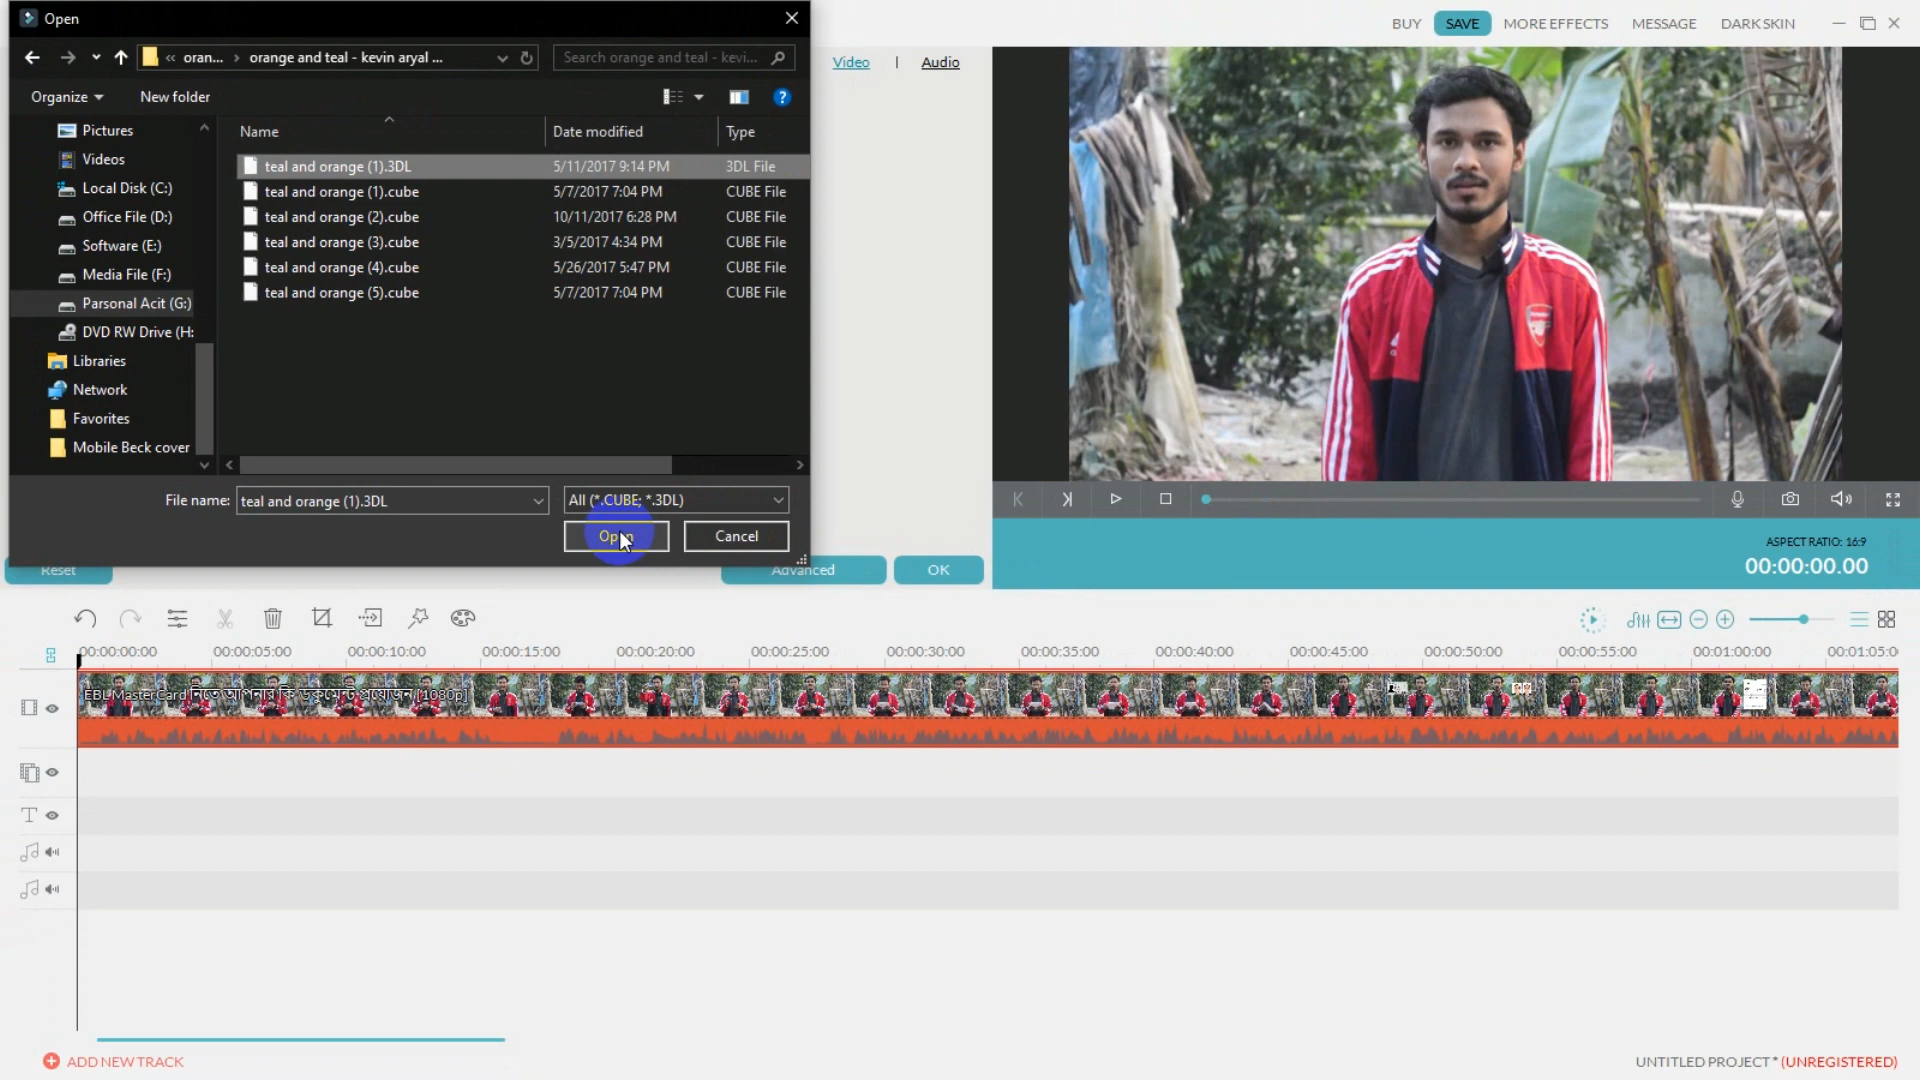 Open
BUY SAVE MORE EFFECTS MESSAGE DARK SKIN
« oran... › orange and teal - kevin aryal ...
Search orange and teal - kevi...
Video | Audio
Organize New folder
Name Date modified Type
Pictures
Videos
Local Disk (C:)
Office File (D:)
Software (E:)
Media File (F:)
Parsonal Acit (G:)
DVD RW Drive (H:
Libraries
Network
Favorites
Mobile Beck cover
teal and orange (1).3DL 5/11/2017 9:14 PM 3DL File
teal and orange (1).cube 5/7/2017 7:04 PM CUBE File
teal and orange (2).cube 10/11/2017 6:28 PM CUBE File
teal and orange (3).cube 3/5/2017 4:34 PM CUBE File
teal and orange (4).cube 5/26/2017 5:47 PM CUBE File
teal and orange (5).cube 5/7/2017 7:04 PM CUBE File
File name: teal and orange (1).3DL All (*.CUBE; *.3DL)
Open Cancel
Reset Advanced OK
ASPECT RATIO: 16:9
00:00:00.00
00:00:00:00 00:00:05:00 00:00:10:00 00:00:15:00 00:00:20:00 00:00:25:00 00:00:30:00 00:00:35:00 00:00:40:00 00:00:45:00 00:00:50:00 00:00:55:00 00:01:00:00 00:01:05:0
EBL MasterCard নিতে আপনার কি ডকুমেন্ট প্রয়োজন [1080p]
ADD NEW TRACK
UNTITLED PROJECT * (UNREGISTERED)